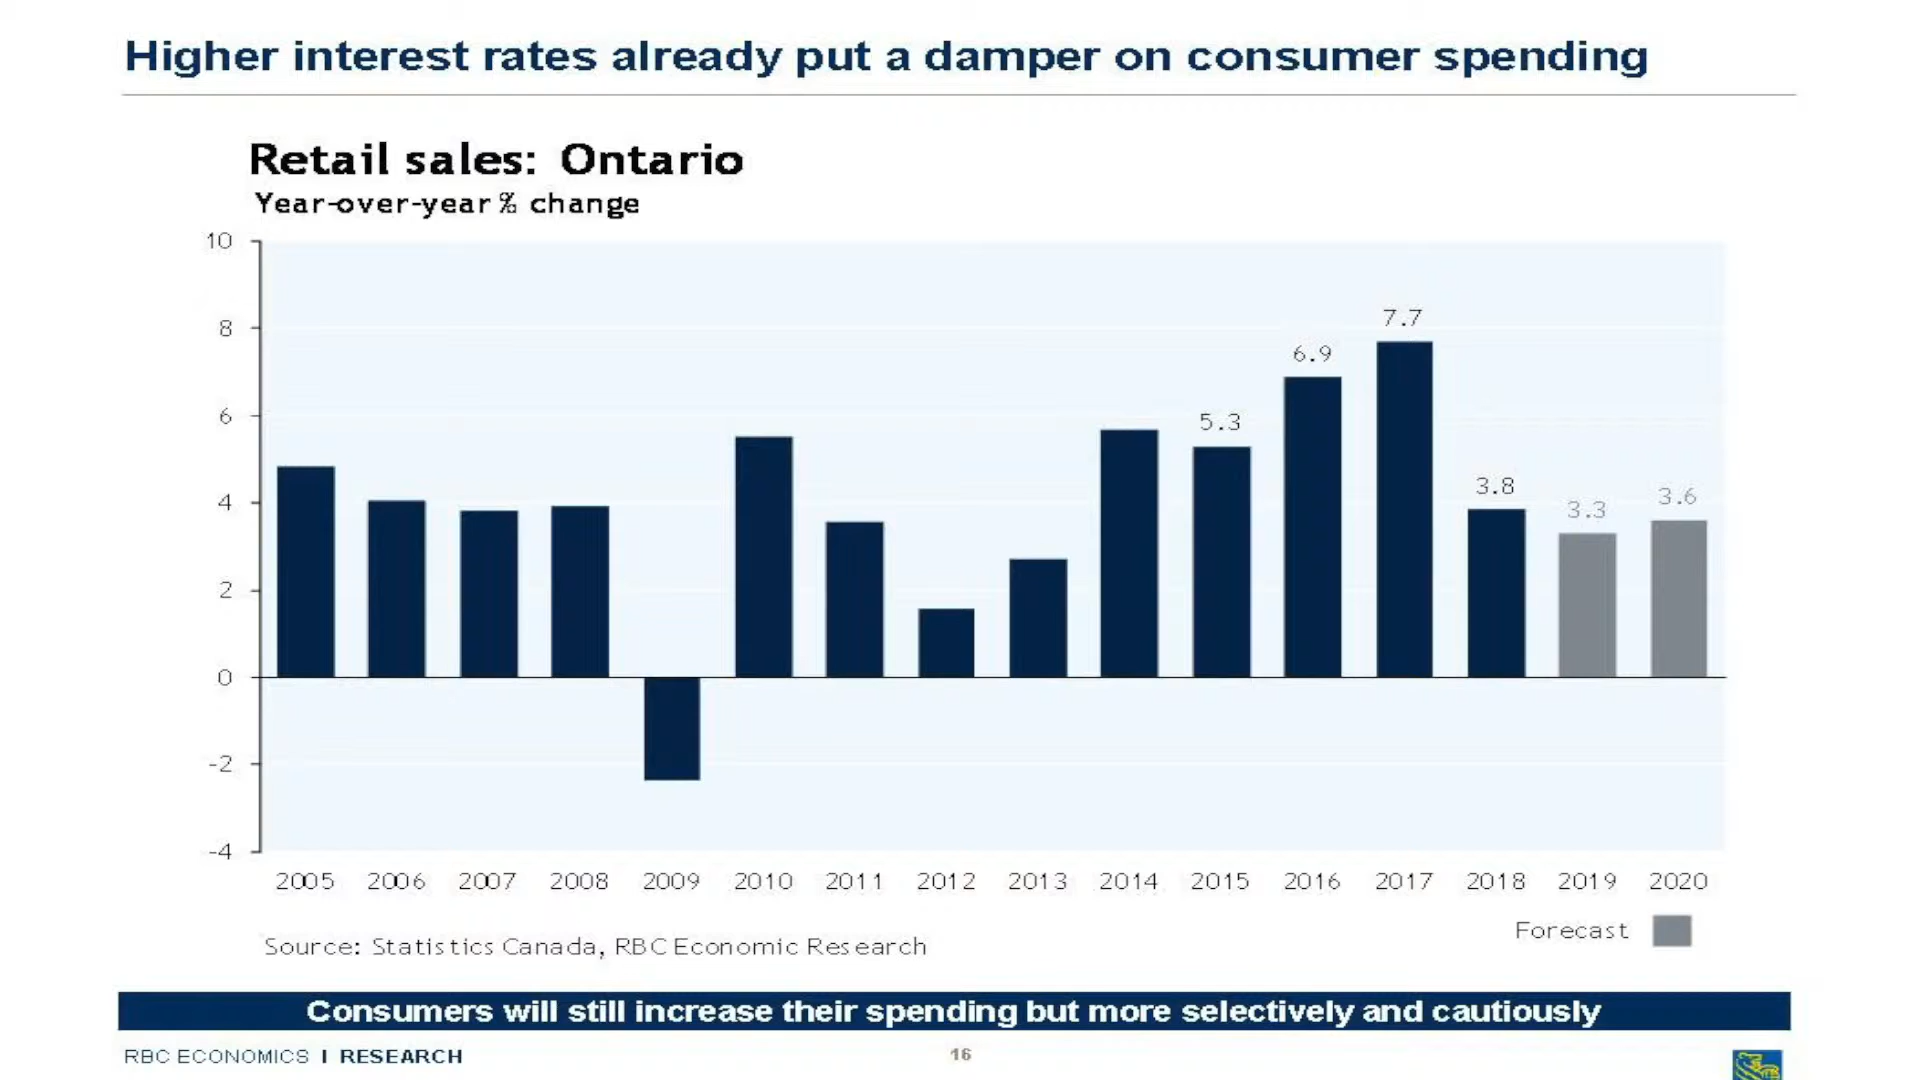 Higher interest rates already put a damper on consumer spending
Retail sales: Ontario
Year-over-year % change
10
8
6
4
2
0
-2
-4
7.7
6.9
5.3
3.8
3.3
3.6
2005 2006 2007 2008 2009 2010 2011 2012 2013 2014 2015 2016 2017 2018 2019 2020
Forecast
Source: Statistics Canada, RBC Economic Research
Consumers will still increase their spending but more selectively and cautiously
RBC ECONOMICS I RESEARCH
16